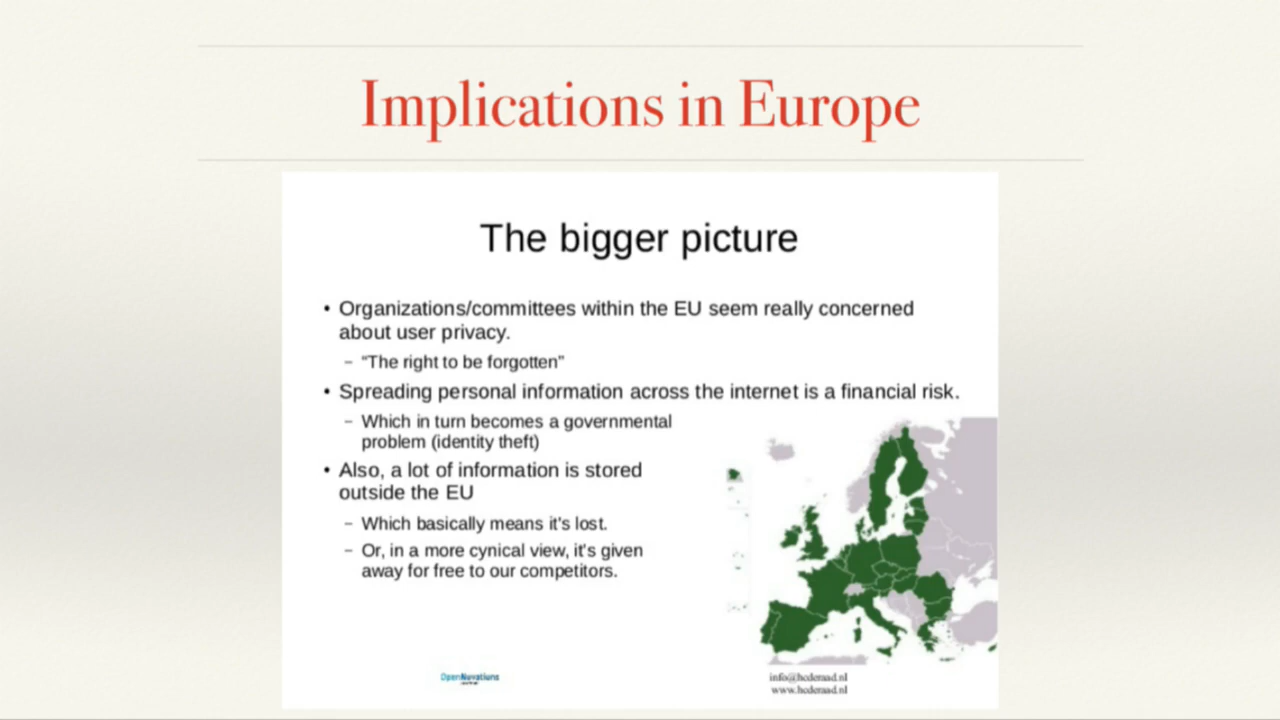 Implications in Europe
The bigger picture
• Organizations/committees within the EU seem really concerned
about user privacy.
– "The right to be forgotten"
• Spreading personal information across the internet is a financial risk.
– Which in turn becomes a governmental
problem (identity theft)
• Also, a lot of information is stored
outside the EU
– Which basically means it's lost.
– Or, in a more cynical view, it's given
away for free to our competitors.
OpenNovations